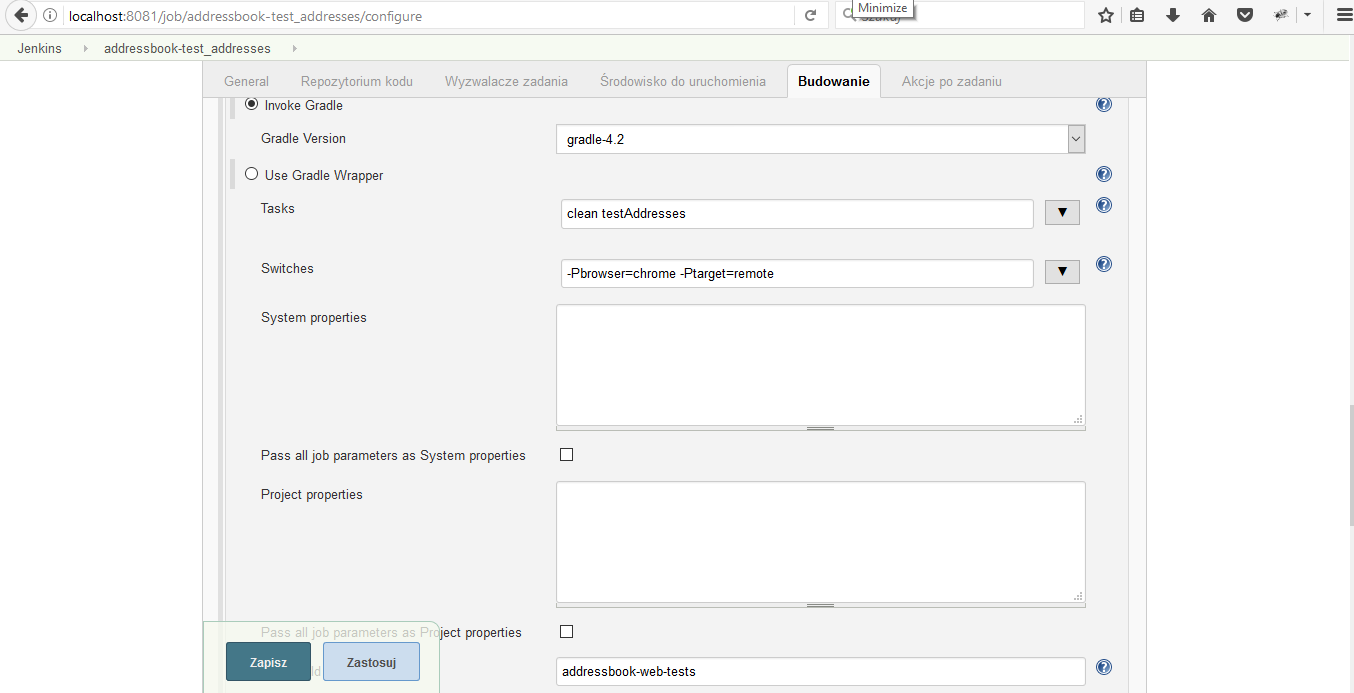 localhost:8081/job/addressbook-test_addresses/configure
Minimize
Szukaj
Jenkins addressbook-test_addresses
General Repozytorium kodu Wyzwalacze zadania Środowisko do uruchomienia Budowanie Akcje po zadaniu
Invoke Gradle
Gradle Version gradle-4.2
Use Gradle Wrapper
Tasks clean testAddresses
Switches -Pbrowser=chrome -Ptarget=remote
System properties
Pass all job parameters as System properties
Project properties
Pass all job parameters as Project properties
Zapisz Zastosuj addressbook-web-tests